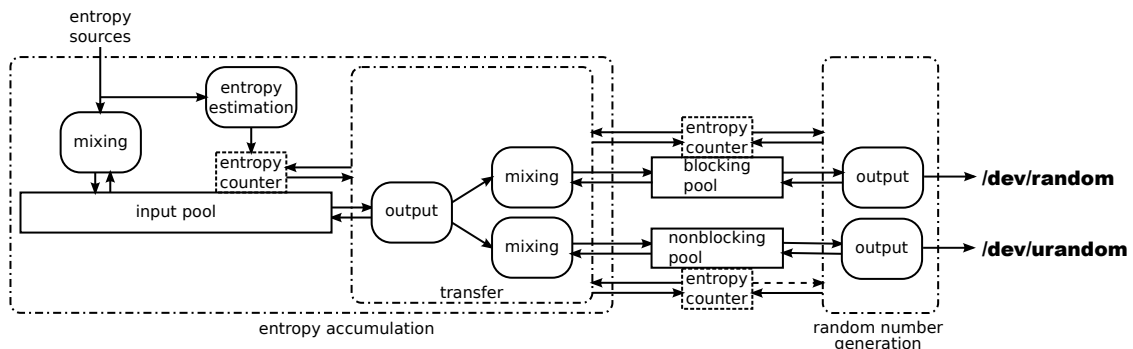 entropy
sources
entropy
estimation
mixing
entropy
counter
input pool
output
mixing
mixing
transfer
entropy accumulation
entropy
counter
blocking
pool
nonblocking
pool
entropy
counter
output
output
random number
generation
/dev/random
/dev/urandom